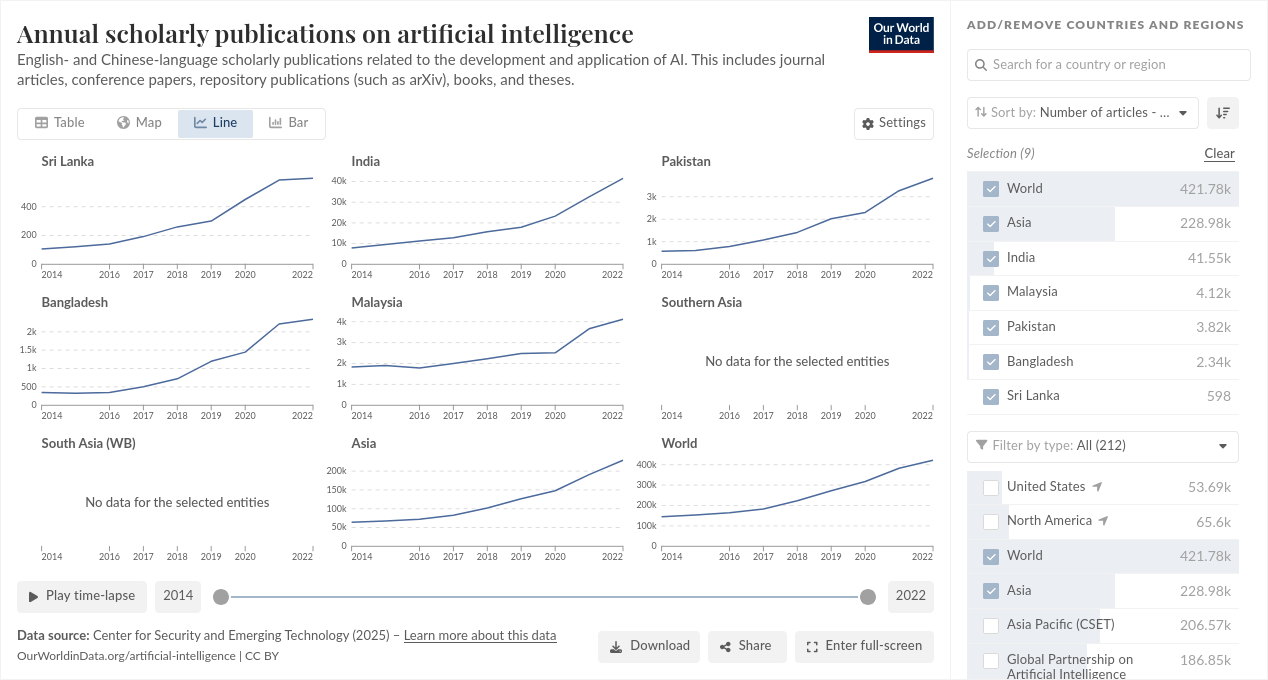 Annual scholarly publications on artificial intelligence
English- and Chinese-language scholarly publications related to the development and application of AI. This includes journal
articles, conference papers, repository publications (such as arXiv), books, and theses.
Our World
in Data
Table
Map
Line
Bar
Settings
Sri Lanka
400
200
0
2014 2016 2017 2018 2019 2020 2022
India
40k
30k
20k
10k
0
2014 2016 2017 2018 2019 2020 2022
Pakistan
3k
2k
1k
0
2014 2016 2017 2018 2019 2020 2022
Bangladesh
2k
1.5k
1k
500
0
2014 2016 2017 2018 2019 2020 2022
Malaysia
4k
3k
2k
1k
0
2014 2016 2017 2018 2019 2020 2022
Southern Asia
No data for the selected entities
2014 2016 2017 2018 2019 2020 2022
South Asia (WB)
No data for the selected entities
2014 2016 2017 2018 2019 2020 2022
Asia
200k
150k
100k
50k
0
2014 2016 2017 2018 2019 2020 2022
World
400k
300k
200k
100k
0
2014 2016 2017 2018 2019 2020 2022
Play time-lapse
2014
2022
Data source: Center for Security and Emerging Technology (2025) – Learn more about this data
OurWorldinData.org/artificial-intelligence | CC BY
Download
Share
Enter full-screen
ADD/REMOVE COUNTRIES AND REGIONS
Search for a country or region
Sort by: Number of articles - ...
Selection (9)
Clear
World 421.78k
Asia 228.98k
India 41.55k
Malaysia 4.12k
Pakistan 3.82k
Bangladesh 2.34k
Sri Lanka 598
Filter by type: All (212)
United States 53.69k
North America 65.6k
World 421.78k
Asia 228.98k
Asia Pacific (CSET) 206.57k
Global Partnership on 186.85k
Artificial Intelligence